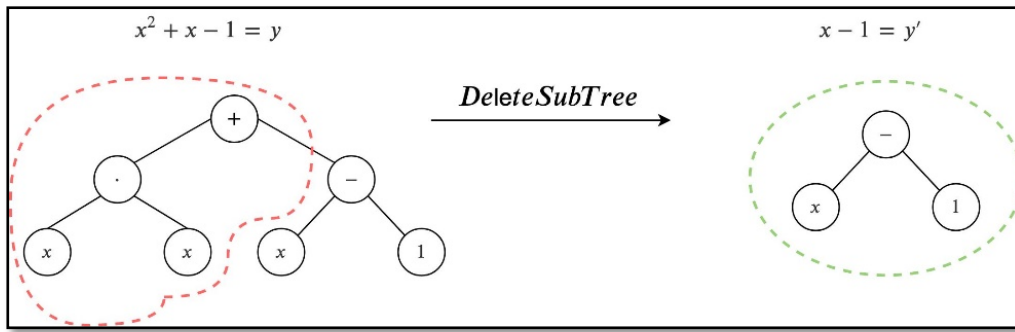 x² + x − 1 = y
x − 1 = y′
DeleteSubTree
+
−
·
−
x
1
x
x
x
1